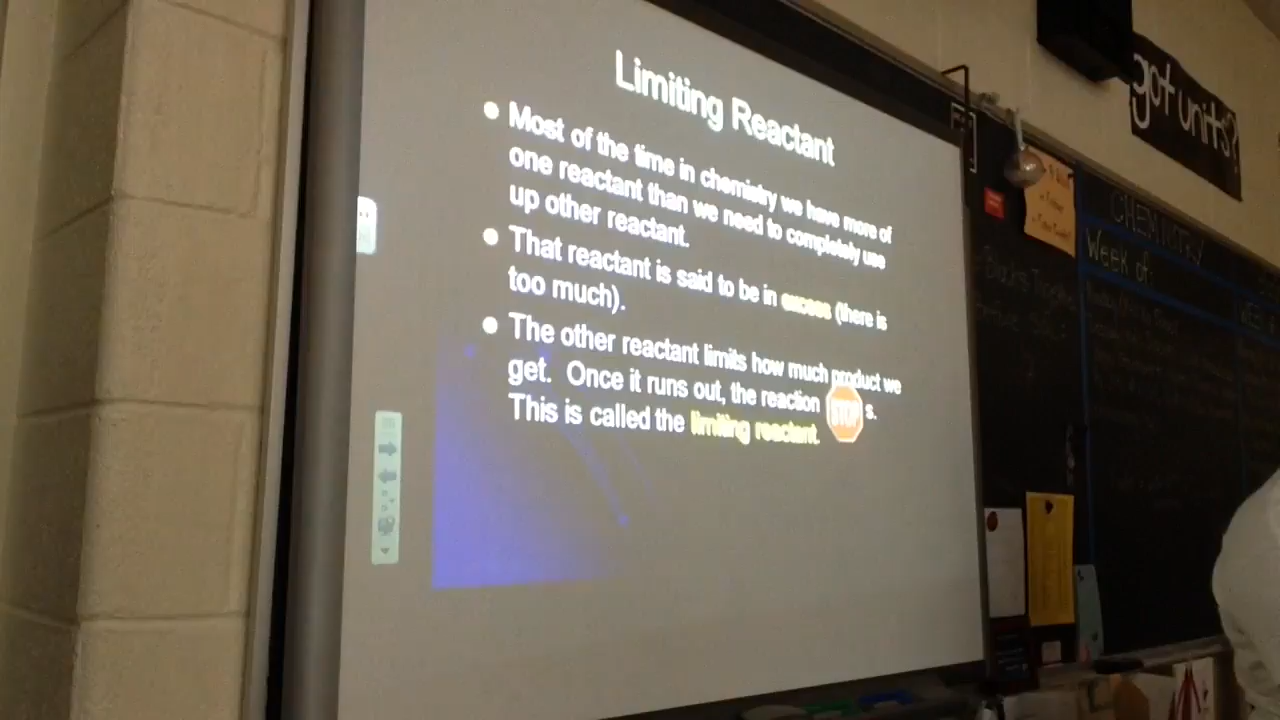 Limiting Reactant
• Most of the time in chemistry we have more of
one reactant than we need to completely use
up other reactant.
• That reactant is said to be in excess (there is
too much).
• The other reactant limits how much product we
get. Once it runs out, the reaction STOP s.
This is called the limiting reactant.
got units?
CHEMISTRY
Week of: